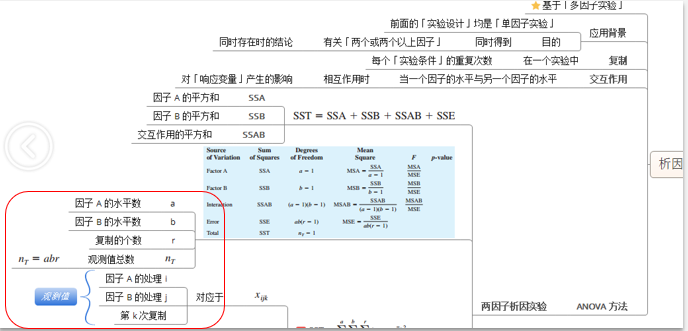 基于「多因子实验」
前面的「实验设计」均是「单因子实验」
应用背景
同时存在时的结论 有关「两个或两个以上因子」 同时得到 目的
每个「实验条件」的重复次数 在一个实验中 复制
对「响应变量」产生的影响 相互作用时 当一个因子的水平与另一个因子的水平 交互作用
因子 A 的平方和 SSA
因子 B 的平方和 SSB
交互作用的平方和 SSAB
SST = SSA + SSB + SSAB + SSE
Source of Variation Sum of Squares Degrees of Freedom Mean Square F p-value
Factor A SSA a − 1 MSA = SSA / a − 1 MSA / MSE
Factor B SSB b − 1 MSB = SSB / b − 1 MSB / MSE
Interaction SSAB (a − 1)(b − 1) MSAB = SSAB / (a − 1)(b − 1) MSAB / MSE
Error SSE ab(r − 1) MSE = SSE / ab(r − 1)
Total SST n_T − 1
析因
因子 A 的水平数 a
因子 B 的水平数 b
复制的个数 r
n_T = abr 观测值总数 n_T
观测值
因子 A 的处理 i
因子 B 的处理 j
第 k 次复制
对应于 x_ijk
两因子析因实验 ANOVA 方法